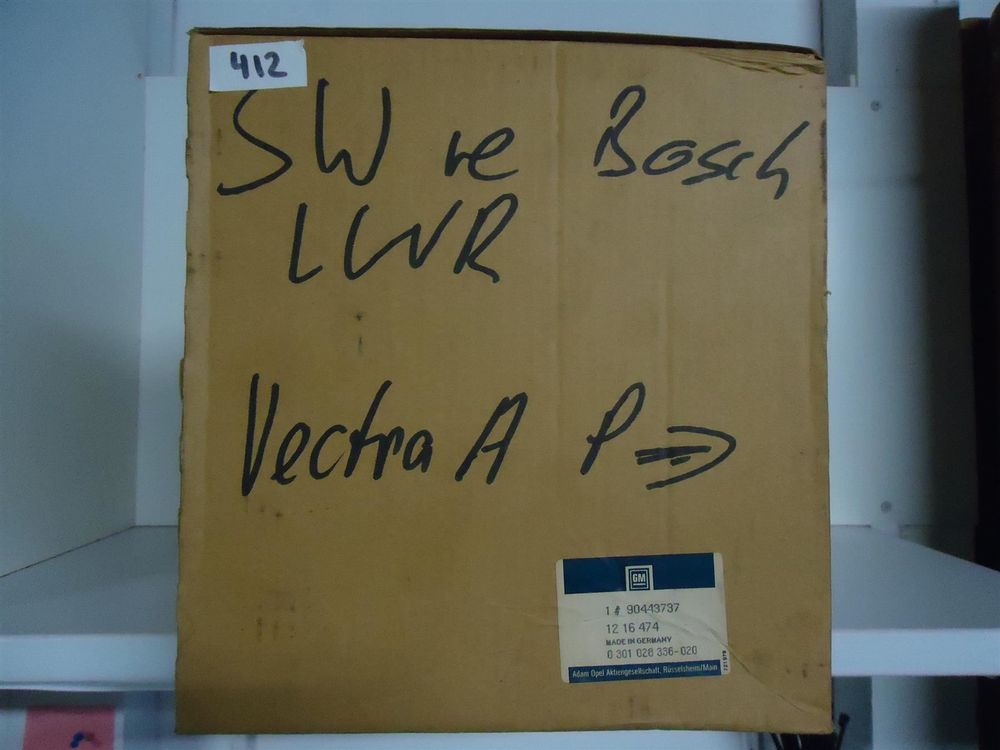 412
SW re Bosch
LWR
Vectra A P ⇒
GM
1 # 90443737
12 16 474
MADE IN GERMANY
0 301 028 336-020
Adam Opel Aktiengesellschaft, Rüsselsheim/Main